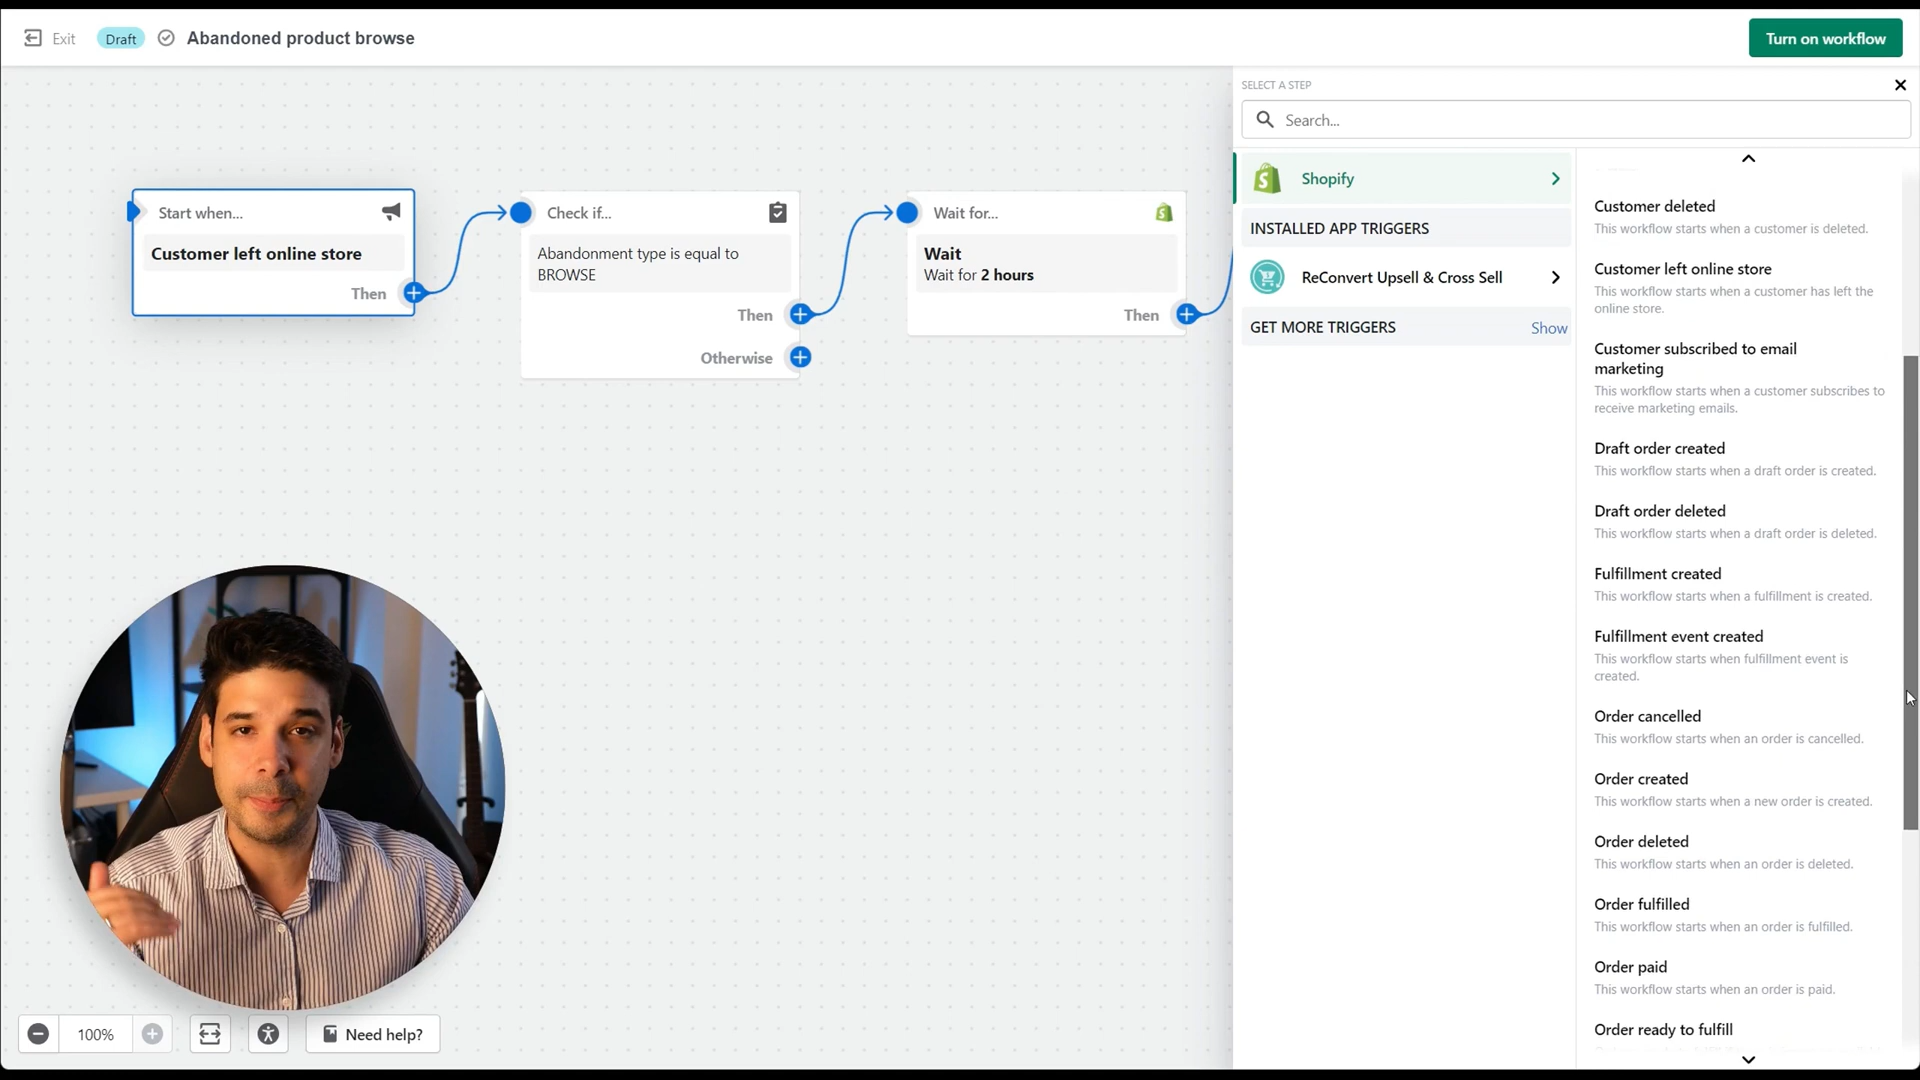 Exit
Draft
Abandoned product browse
Turn on workflow
Start when...
Customer left online store
Then
Check if...
Abandonment type is equal to
BROWSE
Then
Otherwise
Wait for...
Wait
Wait for 2 hours
Then
SELECT A STEP
Search...
Shopify
INSTALLED APP TRIGGERS
ReConvert Upsell & Cross Sell
GET MORE TRIGGERS
Show
Customer deleted
This workflow starts when a customer is deleted.
Customer left online store
This workflow starts when a customer has left the
online store.
Customer subscribed to email
marketing
This workflow starts when a customer subscribes to
receive marketing emails.
Draft order created
This workflow starts when a draft order is created.
Draft order deleted
This workflow starts when a draft order is deleted.
Fulfillment created
This workflow starts when a fulfillment is created.
Fulfillment event created
This workflow starts when fulfillment event is
created.
Order cancelled
This workflow starts when an order is cancelled.
Order created
This workflow starts when a new order is created.
Order deleted
This workflow starts when an order is deleted.
Order fulfilled
This workflow starts when an order is fulfilled.
Order paid
This workflow starts when an order is paid.
Order ready to fulfill
100%
Need help?